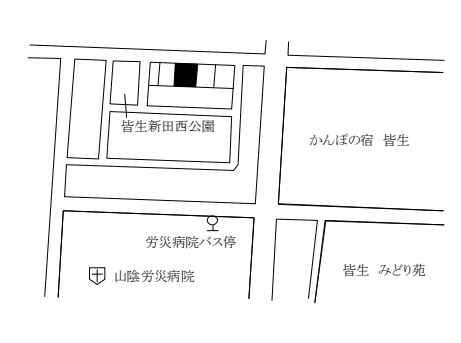 皆生新田西公園
かんぽの宿　皆生
労災病院バス停
山陰労災病院
皆生　みどり苑